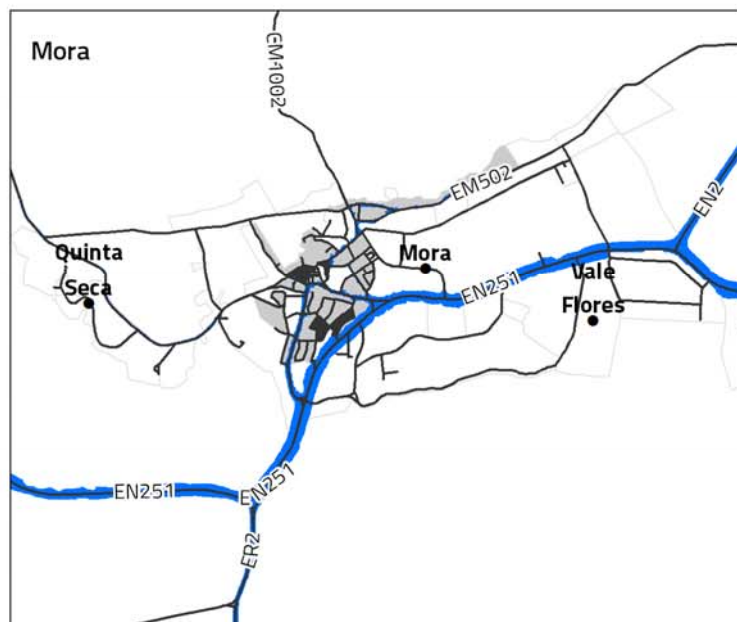 Mora
EM1002
EM502
EN2
Quinta
Seca
Mora
EN251
Vale
Flores
EN251
EN251
ER2